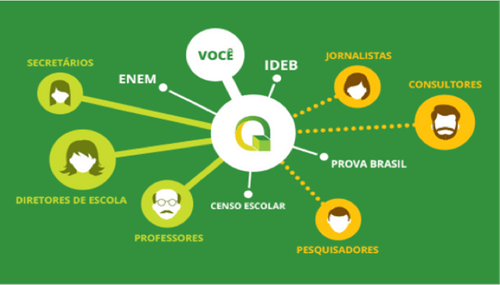 VOCÊ
JORNALISTAS
SECRETÁRIOS
IDEB
ENEM
CONSULTORES
PROVA BRASIL
DIRETORES DE ESCOLA
CENSO ESCOLAR
PROFESSORES
PESQUISADORES